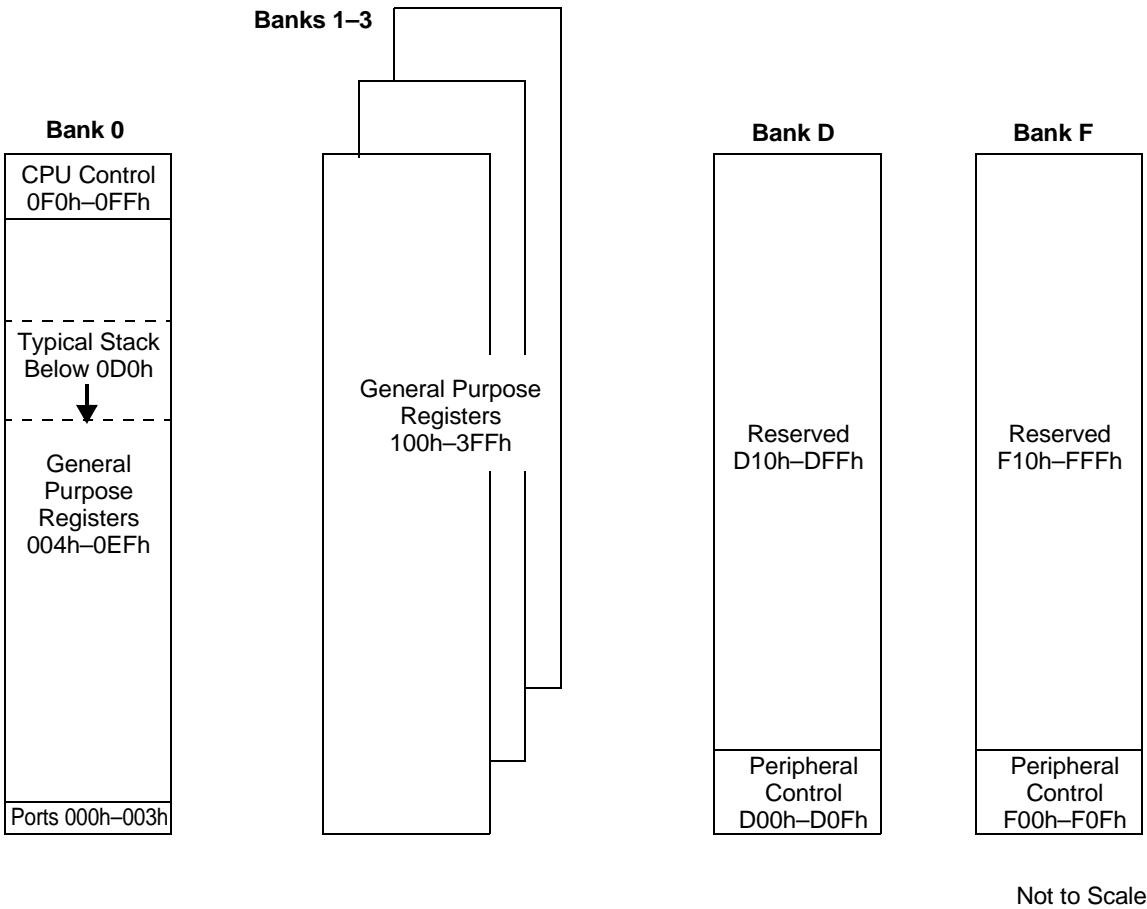 Banks 1–3
Bank 0
CPU Control
0F0h–0FFh
Typical Stack
Below 0D0h
General
Purpose
Registers
004h–0EFh
Ports 000h–003h
General Purpose
Registers
100h–3FFh
Bank D
Reserved
D10h–DFFh
Peripheral
Control
D00h–D0Fh
Bank F
Reserved
F10h–FFFh
Peripheral
Control
F00h–F0Fh
Not to Scale